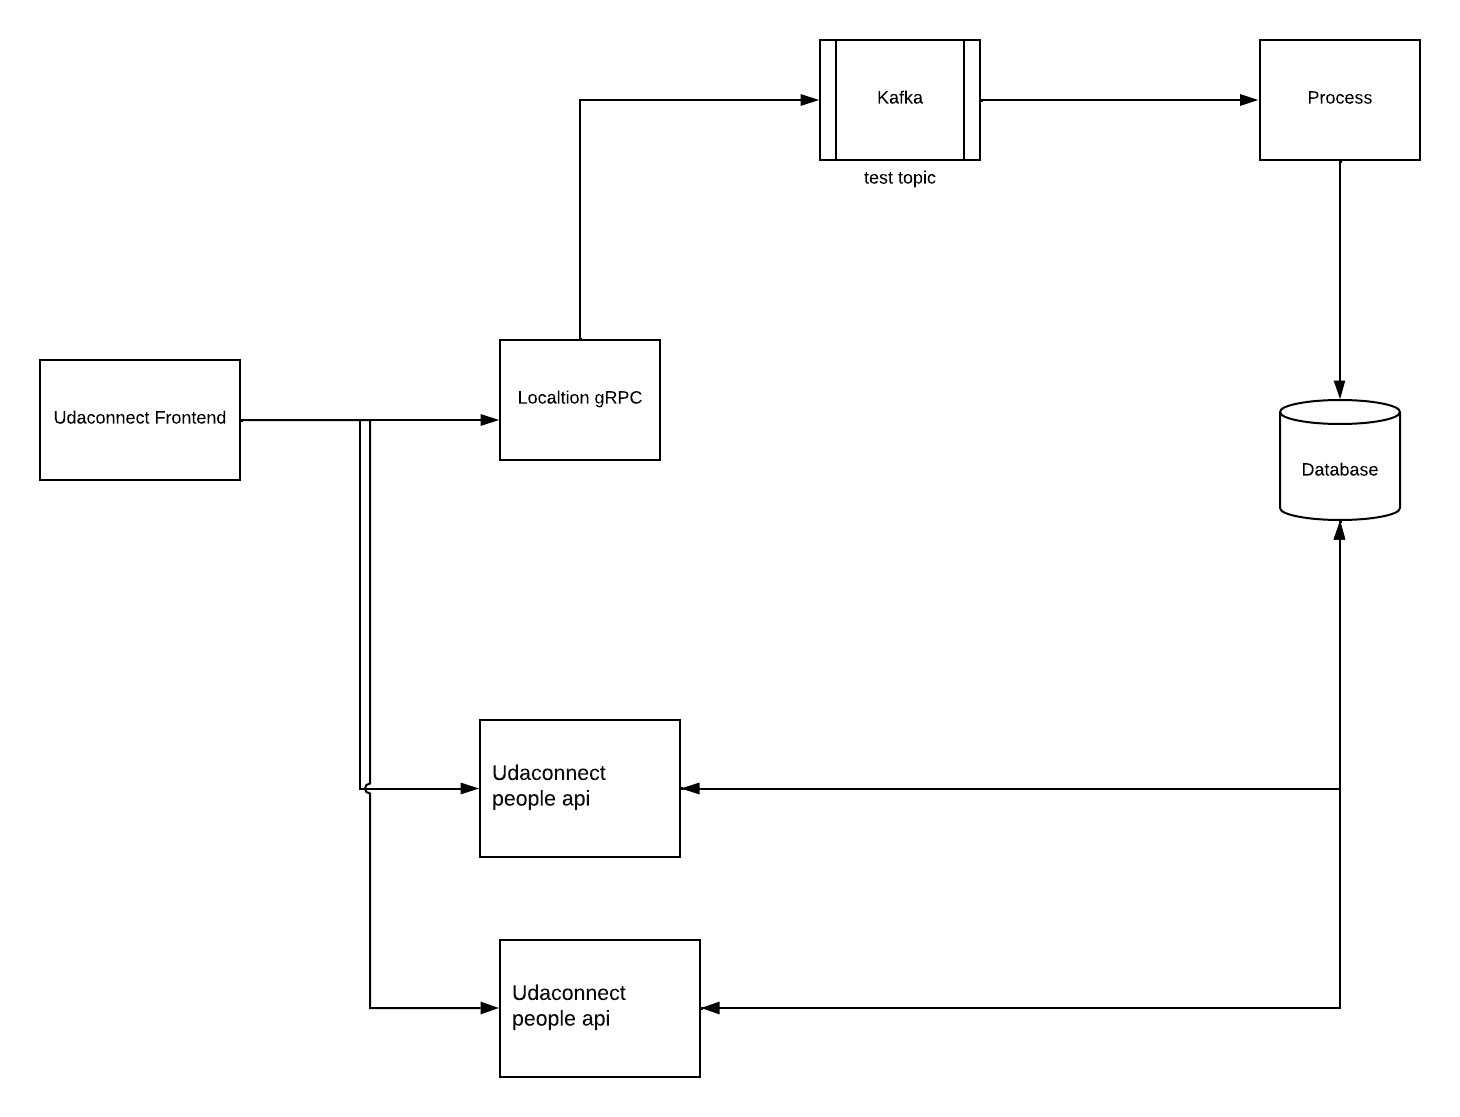 Kafka
Process
test topic
Localtion gRPC
Udaconnect Frontend
Database
Udaconnect
people api
Udaconnect
people api